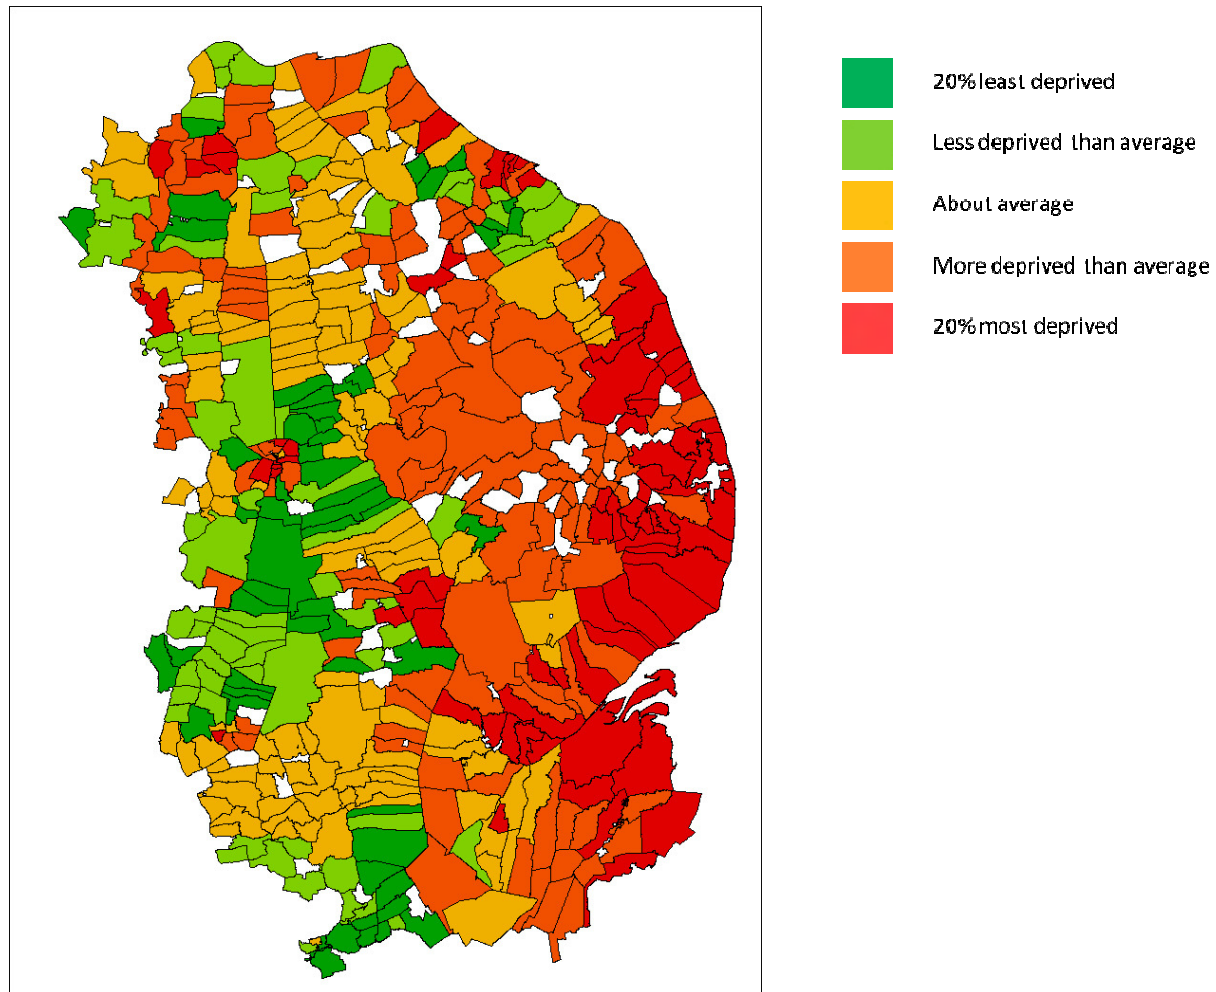 20% least deprived
Less deprived than average
About average
More deprived than average
20% most deprived